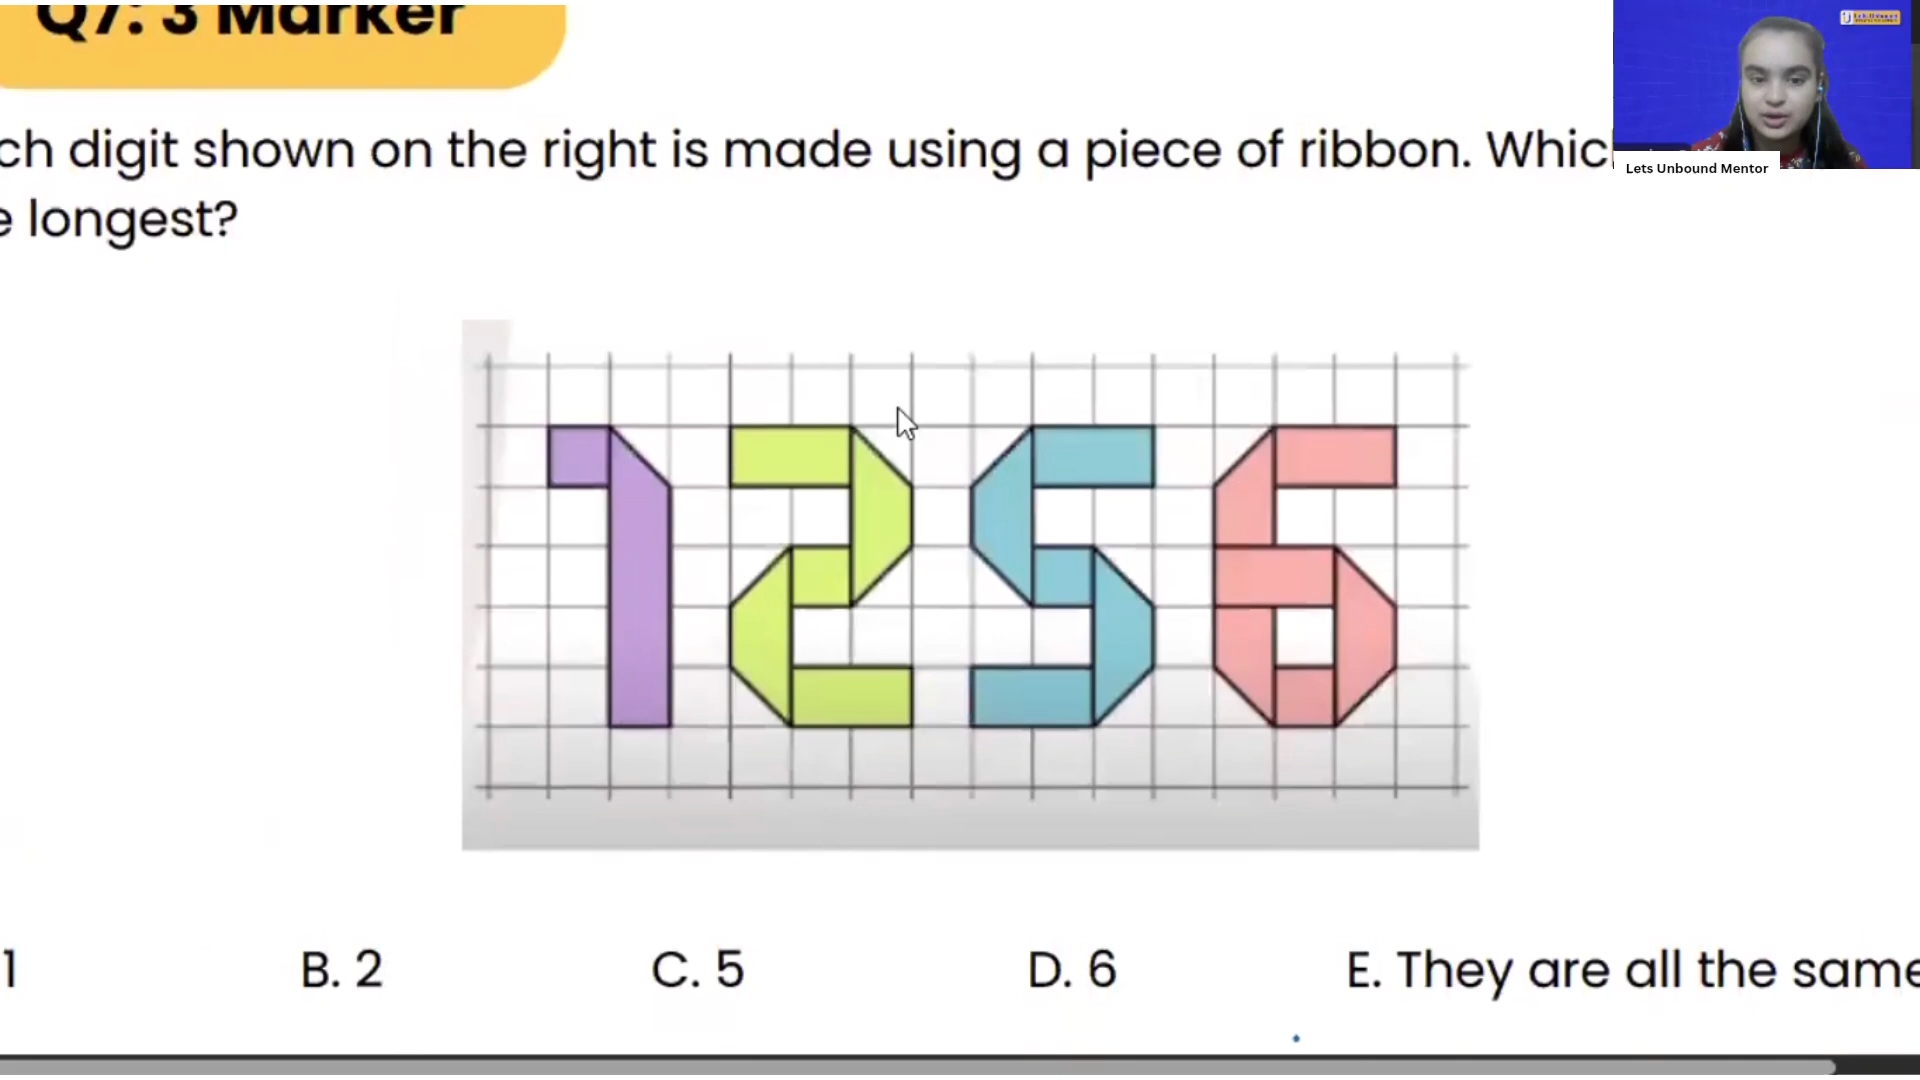 Q7: 3 Marker
ch digit shown on the right is made using a piece of ribbon. Whic
e longest?
Lets Unbound Mentor
1
B. 2
C. 5
D. 6
E. They are all the same